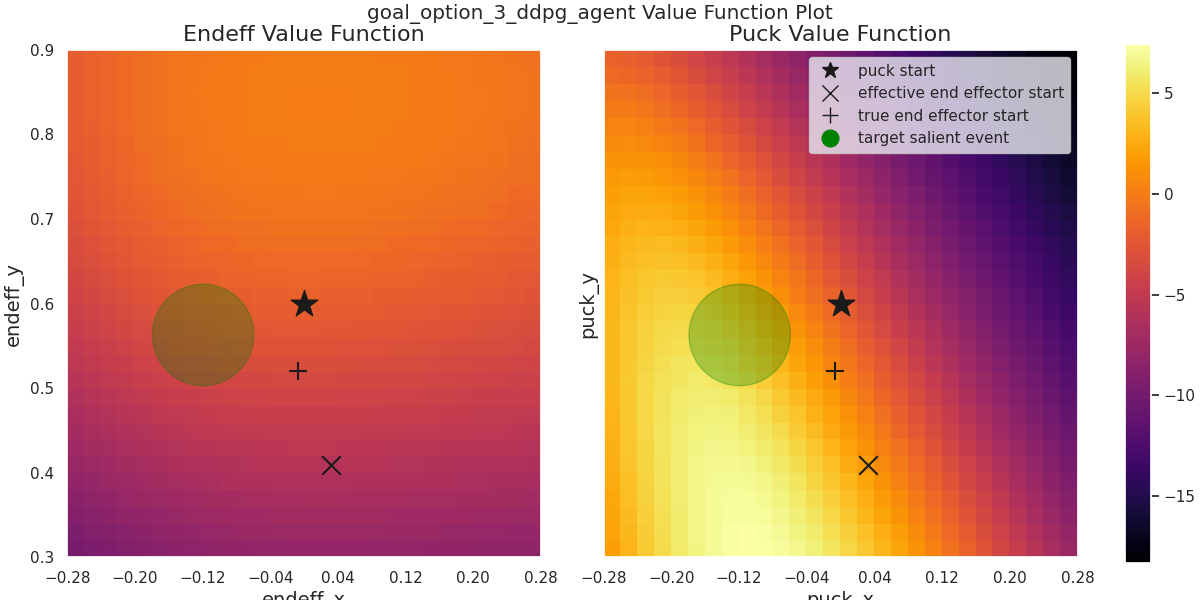 goal_option_3_ddpg_agent Value Function Plot
Endeff Value Function
Puck Value Function
puck start
effective end effector start
true end effector start
target salient event
endeff_y
0.9
0.8
0.7
0.6
0.5
0.4
0.3
−0.28 −0.20 −0.12 −0.04 0.04 0.12 0.20 0.28
endeff_x
puck_y
−0.28 −0.20 −0.12 −0.04 0.04 0.12 0.20 0.28
puck_x
5
0
−5
−10
−15